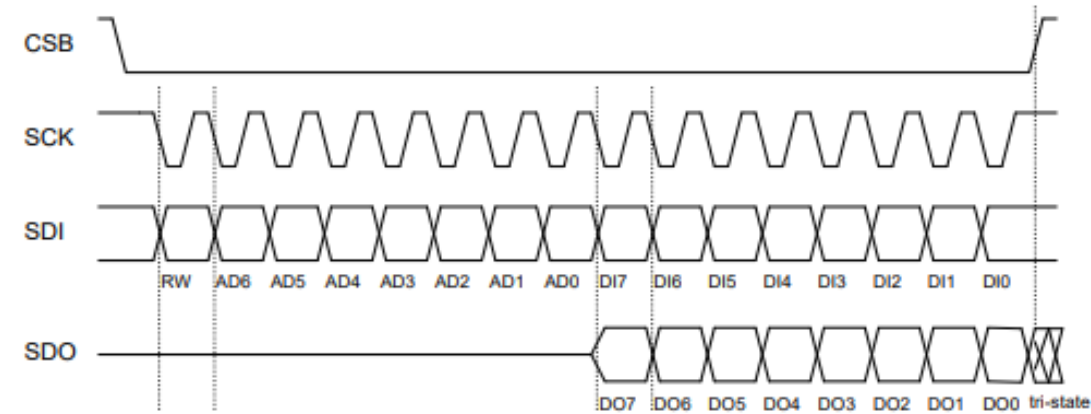 CSB
SCK
SDI
RW AD6 AD5 AD4 AD3 AD2 AD1 AD0 DI7 DI6 DI5 DI4 DI3 DI2 DI1 DI0
SDO
DO7 DO6 DO5 DO4 DO3 DO2 DO1 DO0 tri-state